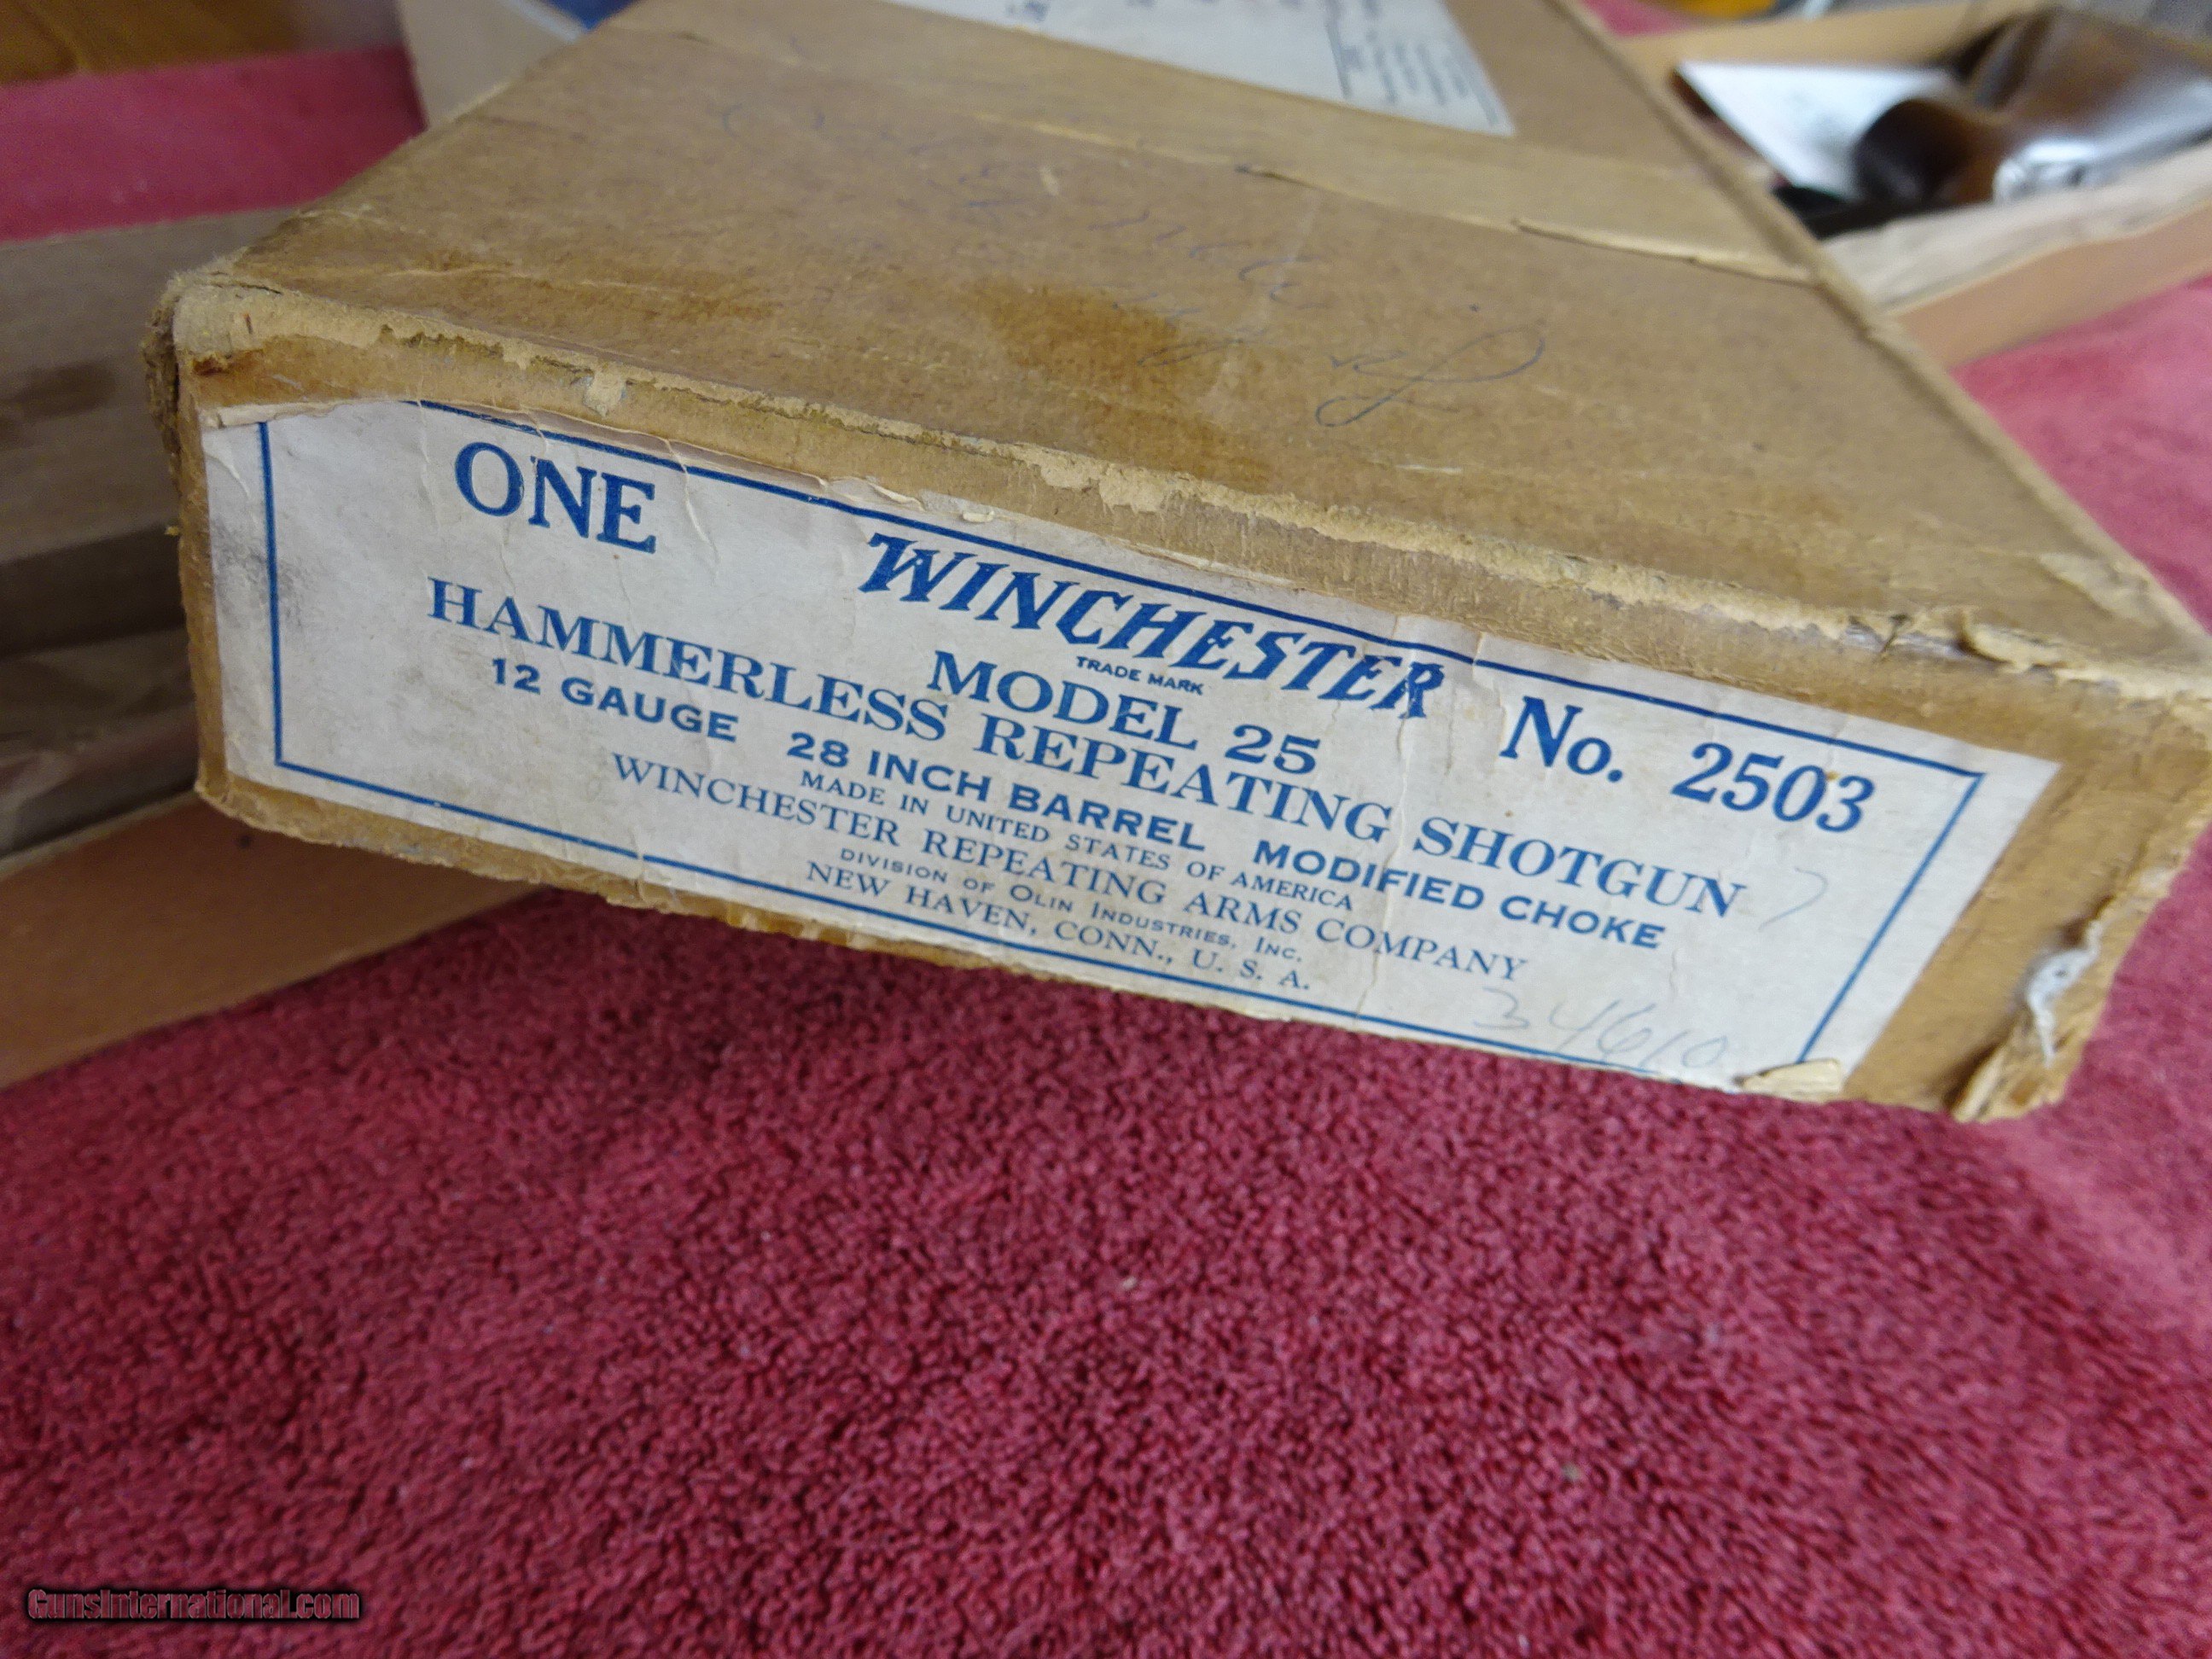 ONE WINCHESTER No. 2503
TRADE MARK
MODEL 25
HAMMERLESS REPEATING SHOTGUN
12 GAUGE 28 INCH BARREL MODIFIED CHOKE
MADE IN UNITED STATES OF AMERICA
WINCHESTER REPEATING ARMS COMPANY
DIVISION OF OLIN INDUSTRIES, INC.
NEW HAVEN, CONN., U. S. A.
34610
GunsInternational.com